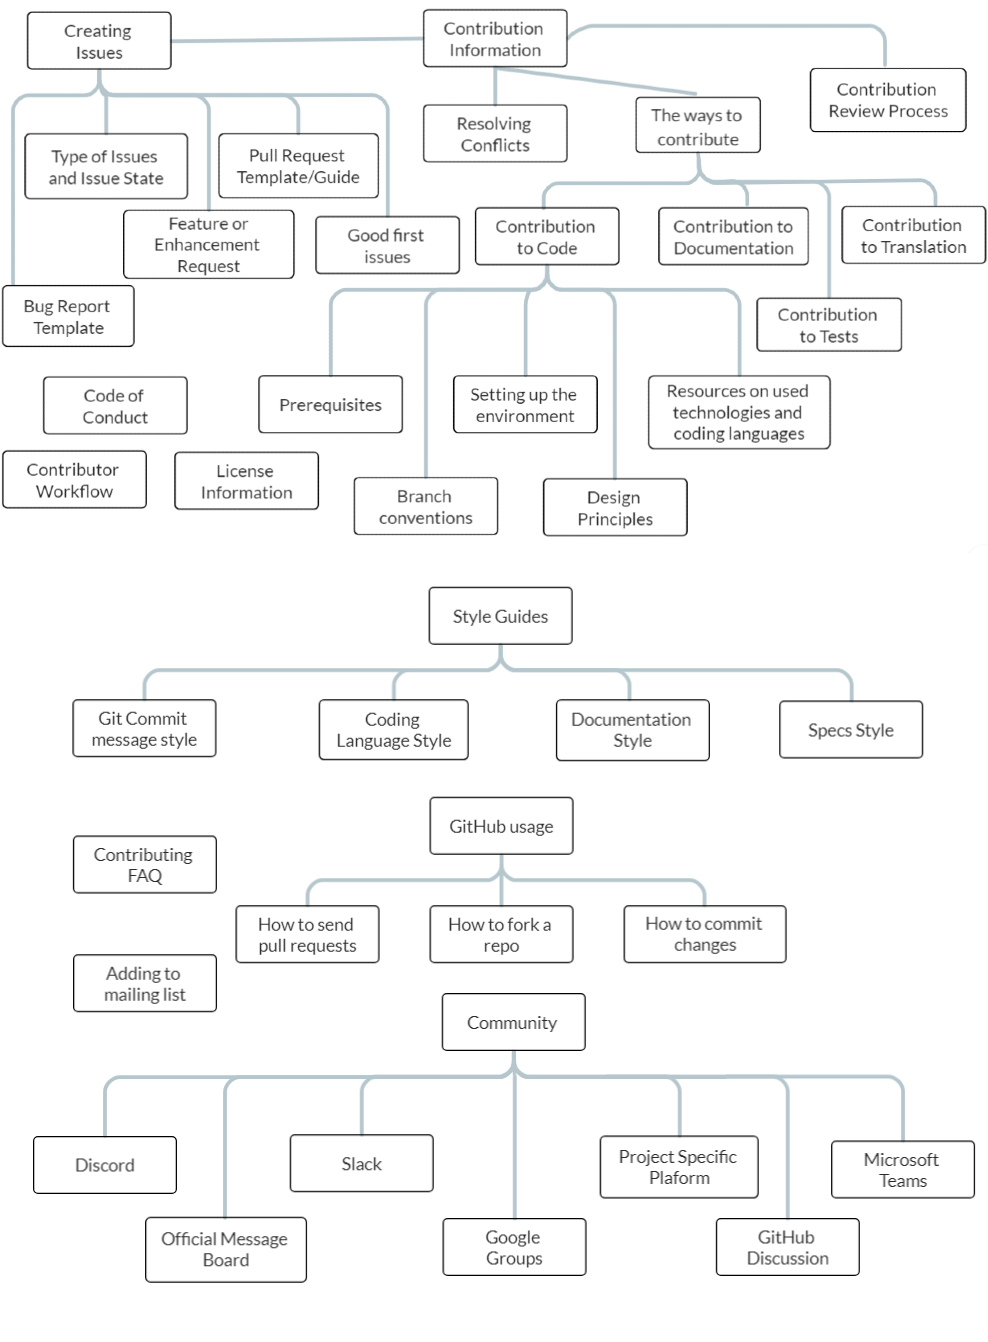 Creating
Issues
Contribution
Information
Contribution
Review Process
Resolving
Conflicts
The ways to
contribute
Type of Issues
and Issue State
Pull Request
Template/Guide
Feature or
Enhancement
Request
Good first
issues
Contribution
to Code
Contribution to
Documentation
Contribution
to Translation
Bug Report
Template
Contribution
to Tests
Code of
Conduct
Prerequisites
Setting up the
environment
Resources on used
technologies and
coding languages
Contributor
Workflow
License
Information
Branch
conventions
Design
Principles
Style Guides
Git Commit
message style
Coding
Language Style
Documentation
Style
Specs Style
GitHub usage
Contributing
FAQ
How to send
pull requests
How to fork a
repo
How to commit
changes
Adding to
mailing list
Community
Discord
Slack
Project Specific
Plaform
Microsoft
Teams
Official Message
Board
Google
Groups
GitHub
Discussion